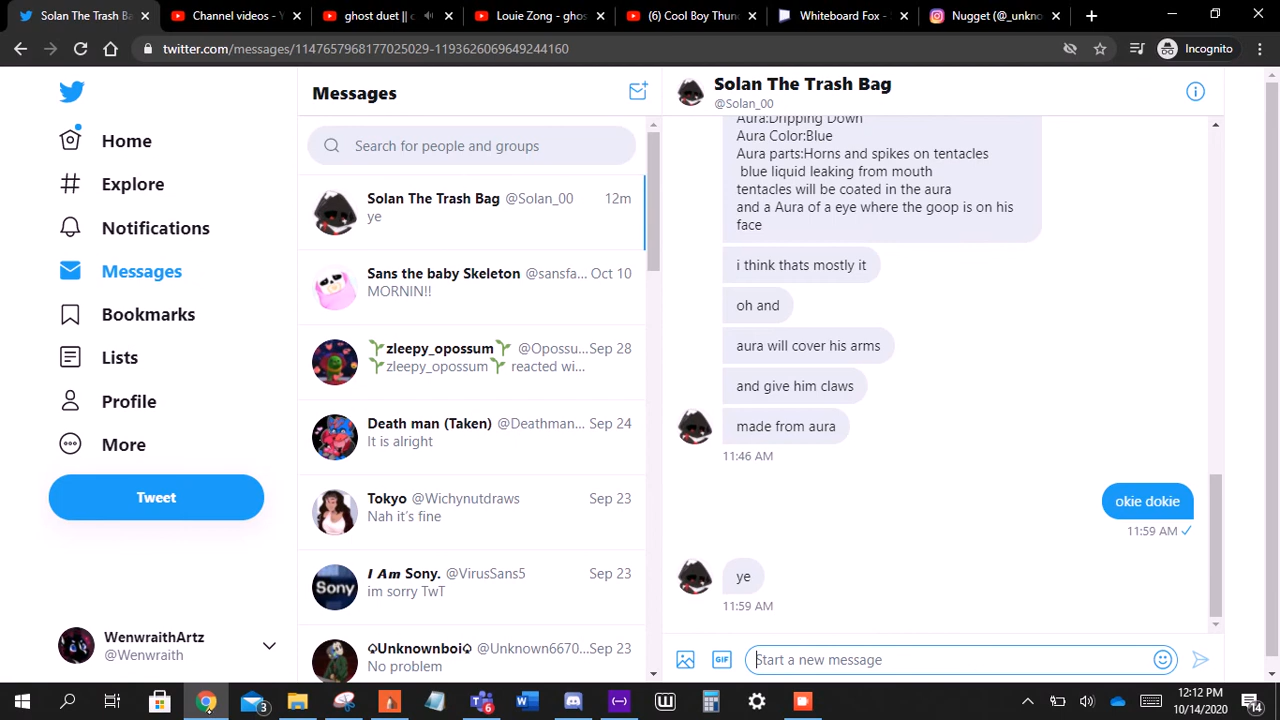 Solan The Trash B
Channel videos - Y
ghost duet || c
Louie Zong - ghos
(6) Cool Boy Thun
Whiteboard Fox -
Nugget (@_unkno
twitter.com/messages/1147657968177025029-1193626069649244160
Incognito
Home
Explore
Notifications
Messages
Bookmarks
Lists
Profile
More
Tweet
WenwraithArtz
@Wenwraith
Messages
Search for people and groups
Solan The Trash Bag @Solan_00 12m
ye
Sans the baby Skeleton @sansfa... Oct 10
MORNIN!!
🌱zleepy_opossum🌱 @Opossu... Sep 28
🌱zleepy_opossum🌱 reacted wi...
Death man (Taken) @Deathman... Sep 24
It is alright
Tokyo @Wichynutdraws Sep 23
Nah it's fine
I Am Sony. @VirusSans5 Sep 23
im sorry TwT
Sony
♤Unknownboi♤ @Unknown6670... Sep 23
No problem
Solan The Trash Bag
@Solan_00
Aura:Dripping Down
Aura Color:Blue
Aura parts:Horns and spikes on tentacles
blue liquid leaking from mouth
tentacles will be coated in the aura
and a Aura of a eye where the goop is on his
face
i think thats mostly it
oh and
aura will cover his arms
and give him claws
made from aura
11:46 AM
okie dokie
11:59 AM
ye
11:59 AM
GIF
Start a new message
3
6
12:12 PM
10/14/2020
14